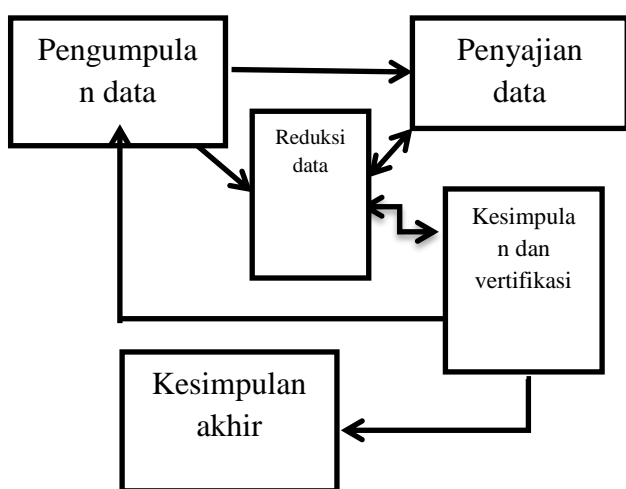 Pengumpula
n data
Penyajian
data
Reduksi
data
Kesimpula
n dan
vertifikasi
Kesimpulan
akhir